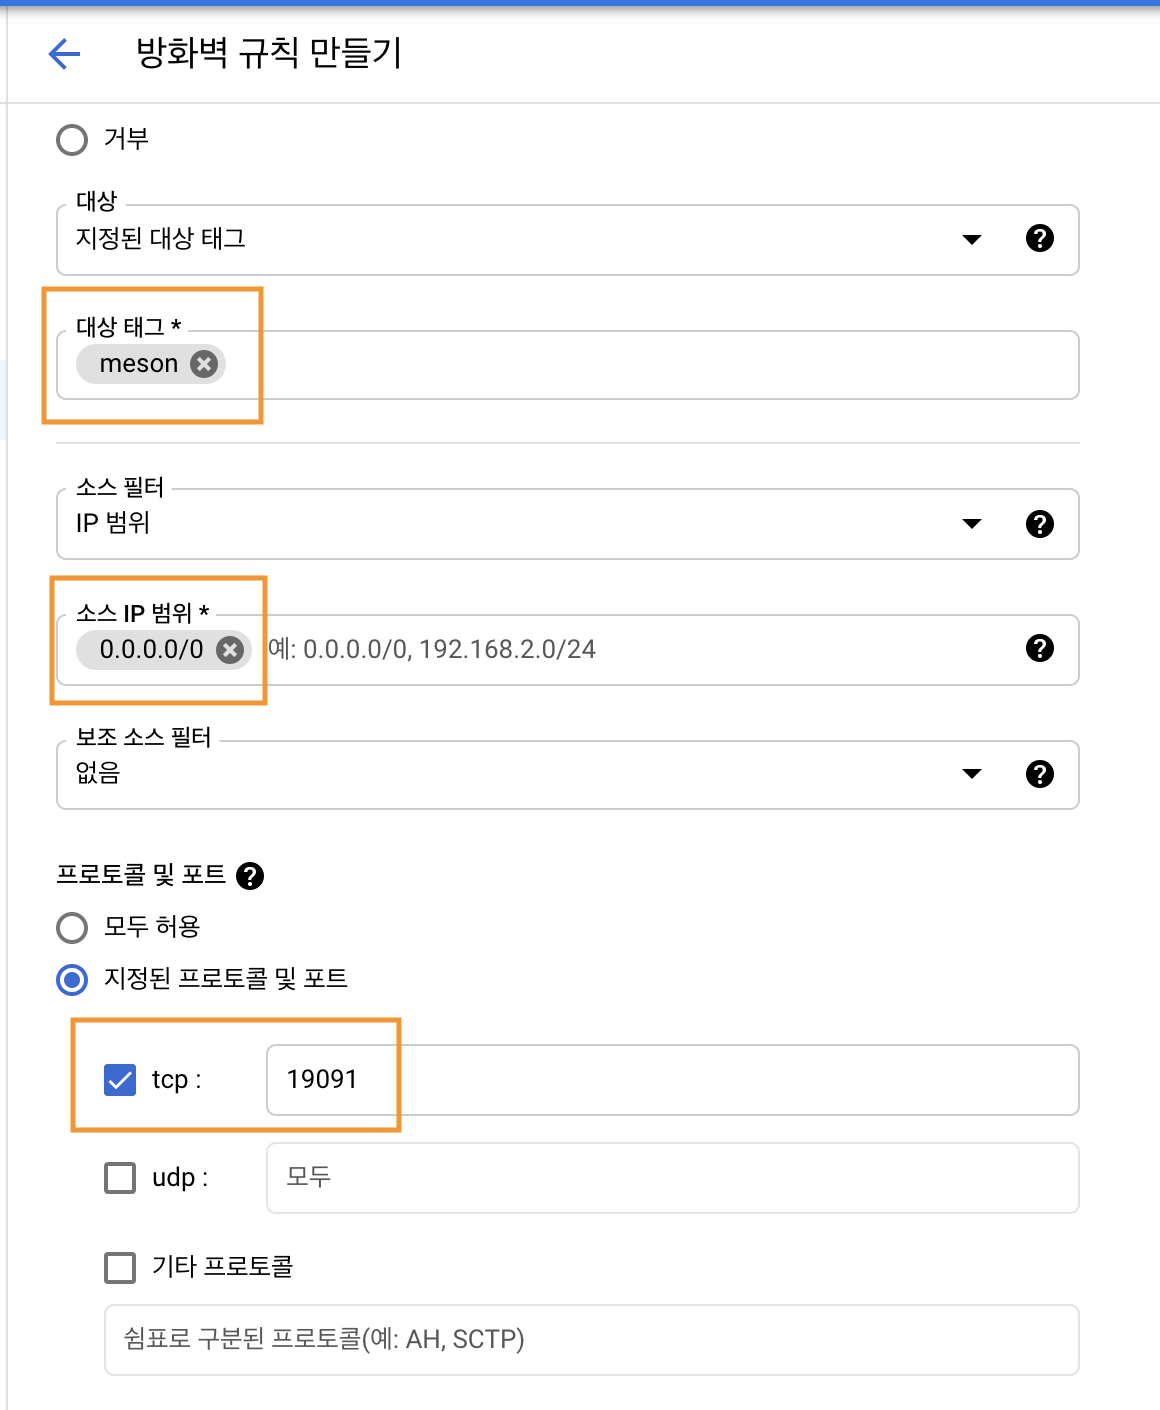 방화벽 규칙 만들기
거부
대상
지정된 대상 태그
대상 태그 *
meson
소스 필터
IP 범위
소스 IP 범위 *
0.0.0.0/0 예: 0.0.0.0/0, 192.168.2.0/24
보조 소스 필터
없음
프로토콜 및 포트
모두 허용
지정된 프로토콜 및 포트
tcp : 19091
udp : 모두
기타 프로토콜
쉼표로 구분된 프로토콜(예: AH, SCTP)